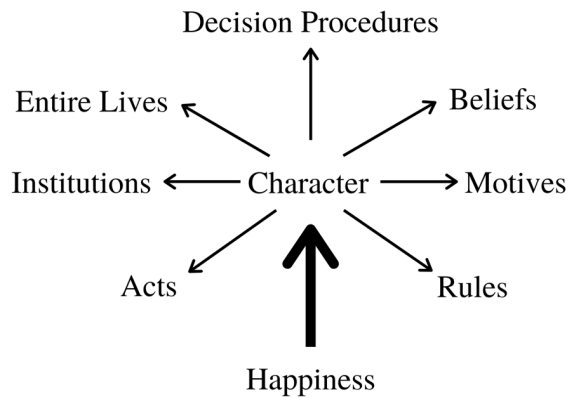 Decision Procedures
Entire Lives
Beliefs
Institutions
Character
Motives
Acts
Rules
Happiness